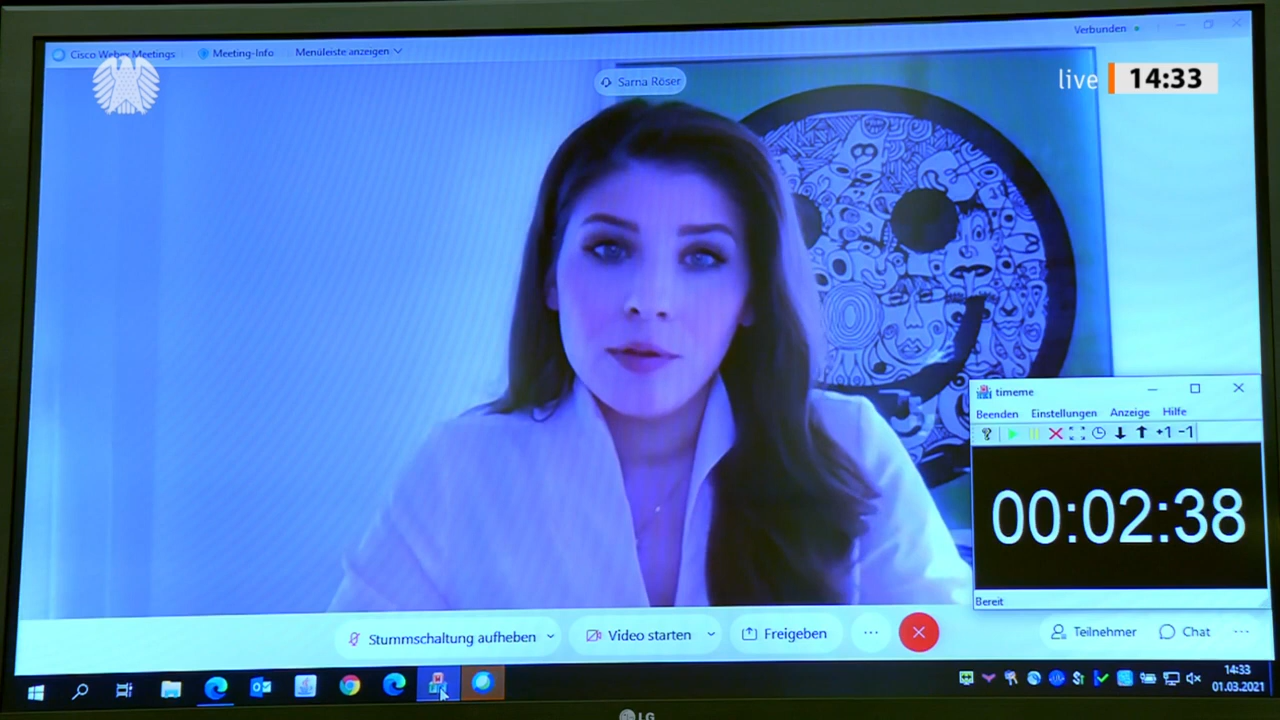 Cisco Webex Meetings
Meeting-Info
Menüleiste anzeigen
Verbunden
Sarna Röser
live 14:33
timeme
Beenden Einstellungen Anzeige Hilfe
+1 -1
00:02:38
Bereit
Stummschaltung aufheben
Video starten
Freigeben
Teilnehmer
Chat
14:33
01.03.2021
LG